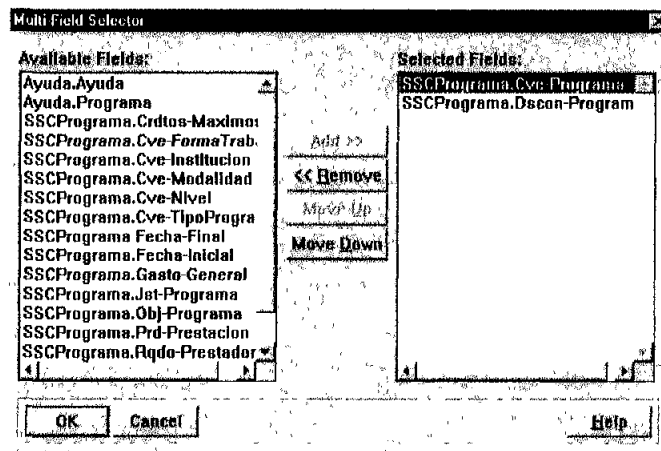 Multi Field Selector
Available Fields:
Ayuda.Ayuda
Ayuda.Programa
SSCPrograma.Crdtos-Maximos
SSCPrograma.Cve-FormaTrab.
SSCPrograma.Cve-Institucion
SSCPrograma.Cve-Modalidad
SSCPrograma.Cve-Nivel
SSCPrograma.Cve-TipoProgra
SSCPrograma Fecha-Final
SSCPrograma.Fecha-Inicial
SSCPrograma.Gasto-General
SSCPrograma.Jst-Programa
SSCPrograma.Obj-Programa
SSCPrograma.Prd-Prestacion
SSCPrograma.Rqdo-Prestador
Add >>
<< Remove
Move Up
Move Down
Selected Fields:
SSCPrograma.Cve-Programa
SSCPrograma.Dscon-Program
OK
Cancel
Help